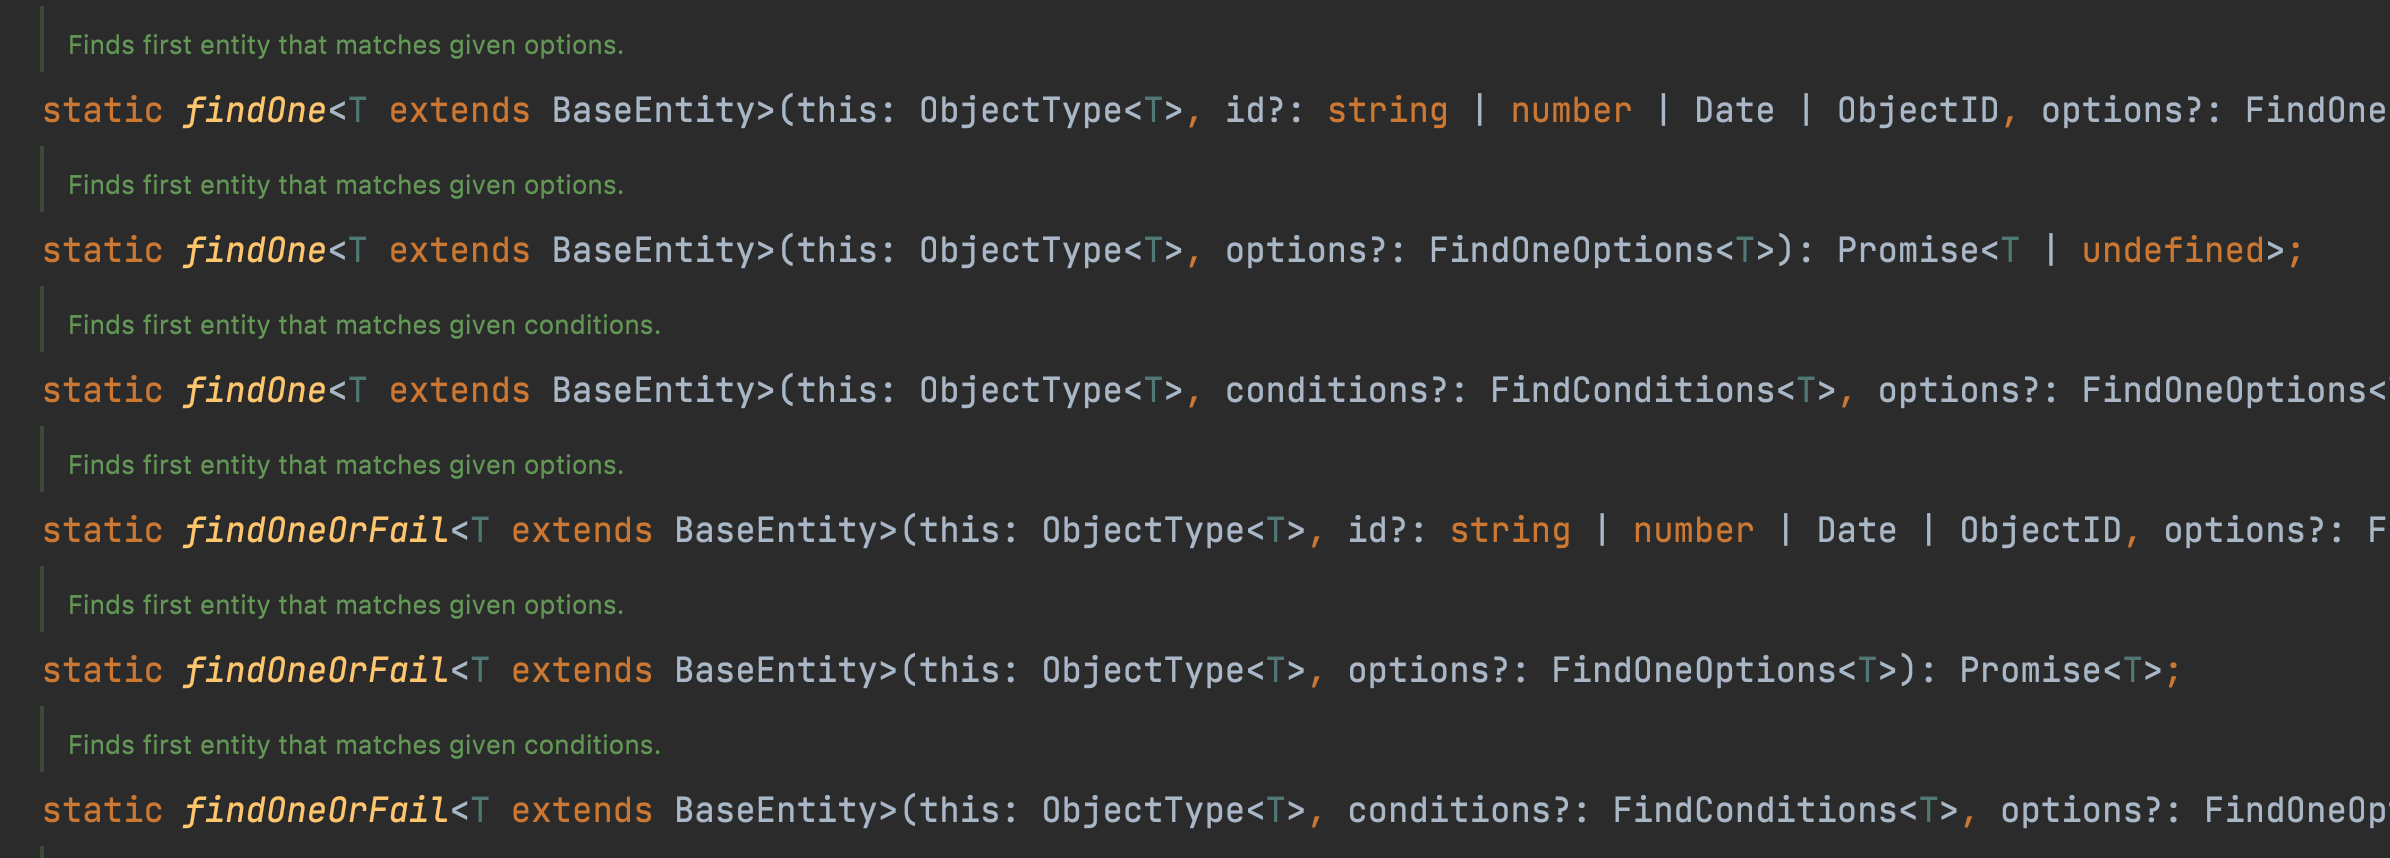 Finds first entity that matches given options.
static findOne<T extends BaseEntity>(this: ObjectType<T>, id?: string | number | Date | ObjectID, options?: FindOne
Finds first entity that matches given options.
static findOne<T extends BaseEntity>(this: ObjectType<T>, options?: FindOneOptions<T>): Promise<T | undefined>;
Finds first entity that matches given conditions.
static findOne<T extends BaseEntity>(this: ObjectType<T>, conditions?: FindConditions<T>, options?: FindOneOptions<
Finds first entity that matches given options.
static findOneOrFail<T extends BaseEntity>(this: ObjectType<T>, id?: string | number | Date | ObjectID, options?: F
Finds first entity that matches given options.
static findOneOrFail<T extends BaseEntity>(this: ObjectType<T>, options?: FindOneOptions<T>): Promise<T>;
Finds first entity that matches given conditions.
static findOneOrFail<T extends BaseEntity>(this: ObjectType<T>, conditions?: FindConditions<T>, options?: FindOneOp